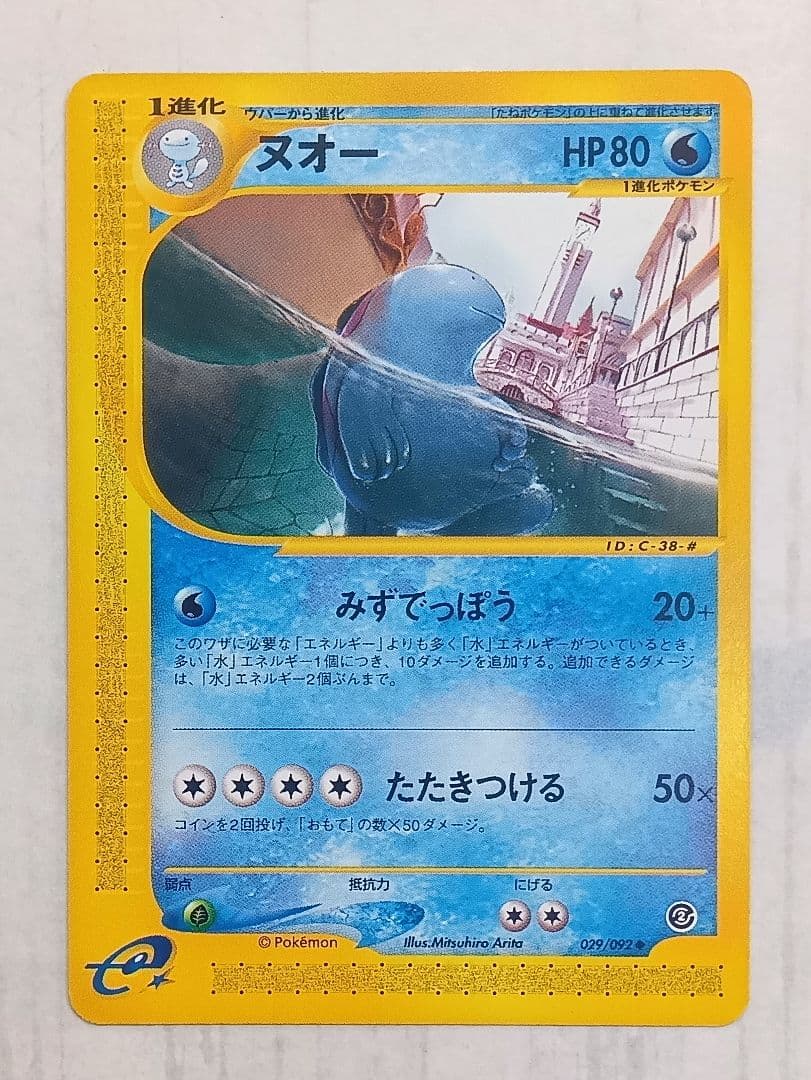 1進化
ウパーから進化
「たねポケモン」の上に重ねて進化させます
ヌオー
HP80
1進化ポケモン
ID:C-38-#
みずでっぽう 20+
このワザに必要な「エネルギー」よりも多く「水」エネルギーがついているとき、
多い「水」エネルギー1個につき、10ダメージを追加する。追加できるダメージ
は、「水」エネルギー2個ぶんまで。
たたきつける 50×
コインを2回投げ、「おもて」の数×50ダメージ。
弱点 抵抗力 にげる
© Pokémon
Illus.Mitsuhiro Arita
029/092
e